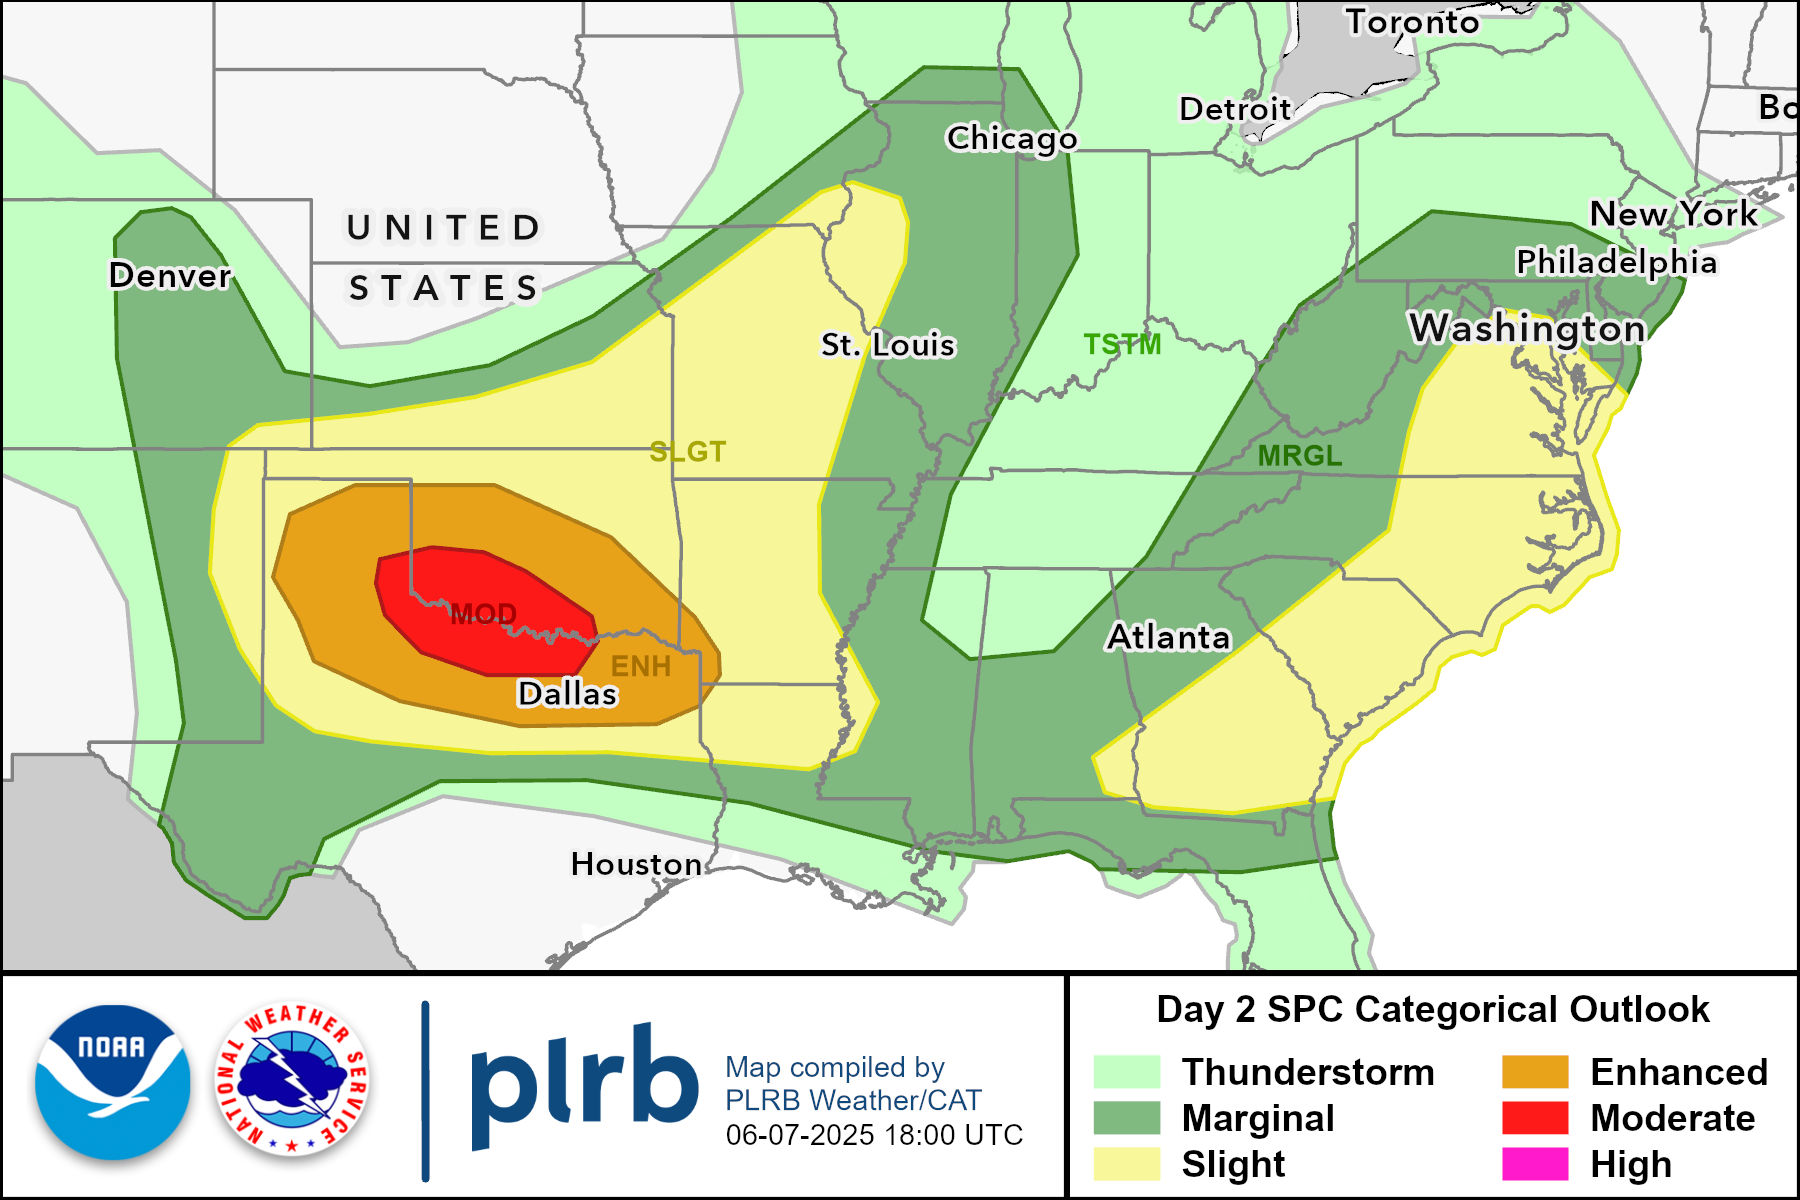 Toronto
Detroit
Bo
Chicago
UNITED
STATES
New York
Philadelphia
Denver
Washington
St. Louis
TSTM
SLGT
MRGL
MOD
ENH
Atlanta
Dallas
Houston
NOAA
NATIONAL WEATHER SERVICE
plrb
Map compiled by
PLRB Weather/CAT
06-07-2025 18:00 UTC
Day 2 SPC Categorical Outlook
Thunderstorm
Marginal
Slight
Enhanced
Moderate
High